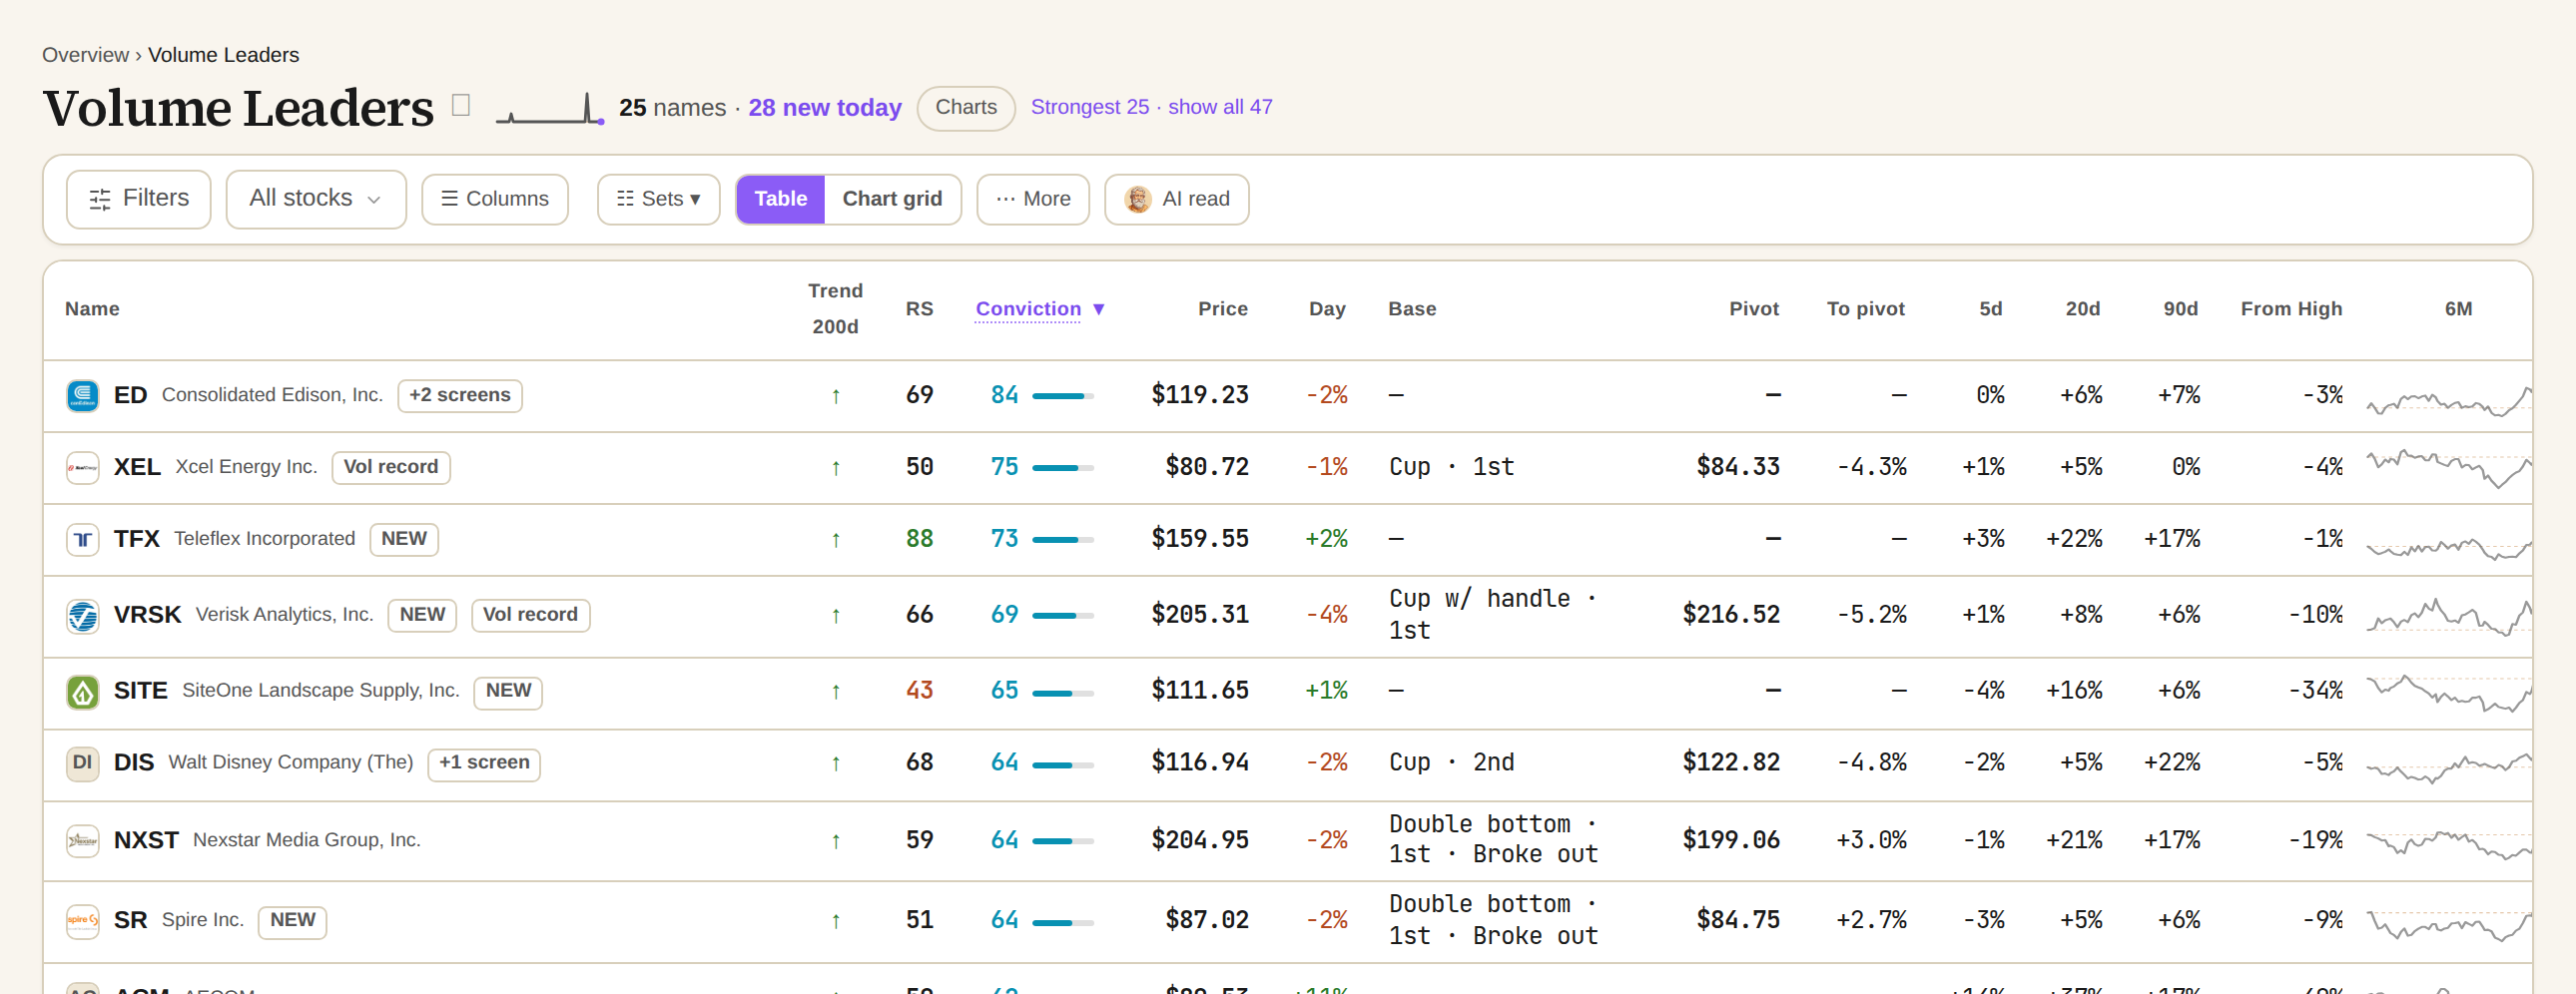 Overview › Volume Leaders
Volume Leaders 25 names · 28 new today Charts Strongest 25 · show all 47
Filters All stocks Columns Sets ▾ Table Chart grid ⋯ More AI read
Name Trend 200d RS Conviction ▼ Price Day Base Pivot To pivot 5d 20d 90d From High 6M
ED Consolidated Edison, Inc. +2 screens ↑ 69 84 $119.23 -2% — — — 0% +6% +7% -3%
XEL Xcel Energy Inc. Vol record ↑ 50 75 $80.72 -1% Cup · 1st $84.33 -4.3% +1% +5% 0% -4%
TFX Teleflex Incorporated NEW ↑ 88 73 $159.55 +2% — — — +3% +22% +17% -1%
VRSK Verisk Analytics, Inc. NEW Vol record ↑ 66 69 $205.31 -4% Cup w/ handle · 1st $216.52 -5.2% +1% +8% +6% -10%
SITE SiteOne Landscape Supply, Inc. NEW ↑ 43 65 $111.65 +1% — — — -4% +16% +6% -34%
DI DIS Walt Disney Company (The) +1 screen ↑ 68 64 $116.94 -2% Cup · 2nd $122.82 -4.8% -2% +5% +22% -5%
NXST Nexstar Media Group, Inc. ↑ 59 64 $204.95 -2% Double bottom · 1st · Broke out $199.06 +3.0% -1% +21% +17% -19%
spire SR Spire Inc. NEW ↑ 51 64 $87.02 -2% Double bottom · 1st · Broke out $84.75 +2.7% -3% +5% +6% -9%